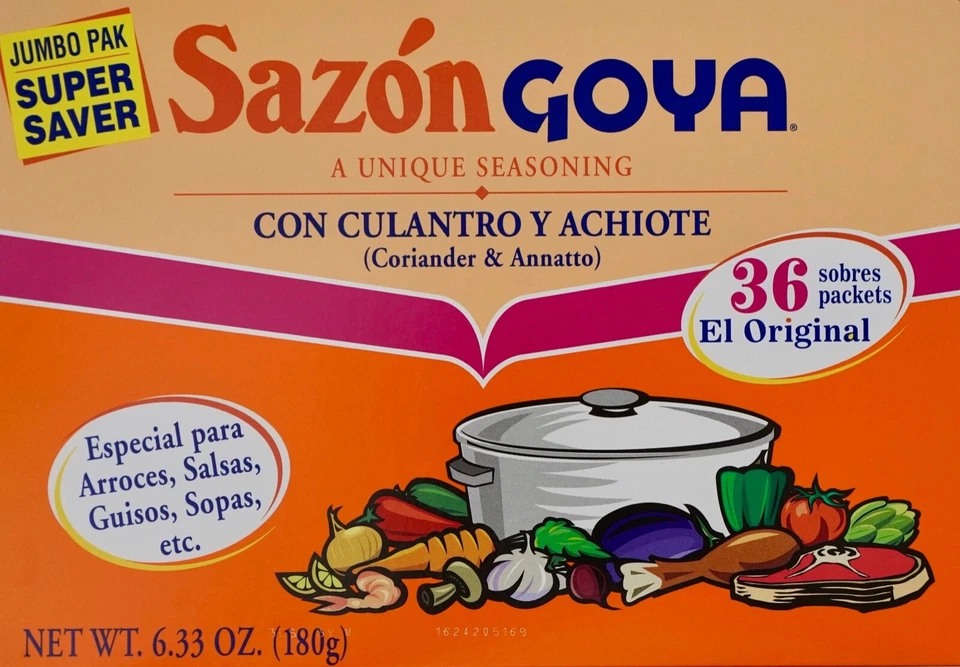 JUMBO PAK
SUPER
SAVER
Sazón GOYA®
A UNIQUE SEASONING
CON CULANTRO Y ACHIOTE
(Coriander & Annatto)
36 sobres
packets
El Original
Especial para
Arroces, Salsas,
Guisos, Sopas,
etc.
NET WT. 6.33 OZ. (180g)
1624205169